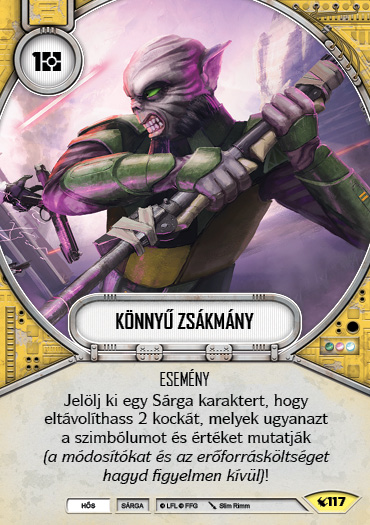 1
KÖNNYŰ ZSÁKMÁNY
ESEMÉNY
Jelölj ki egy Sárga karaktert, hogy
eltávolíthass 2 kockát, melyek ugyanazt
a szimbólumot és értéket mutatják
(a módosítókat és az erőforrásköltséget
hagyd figyelmen kívül)!
HŐS SÁRGA © LFL © FFG Slim Rimm 117